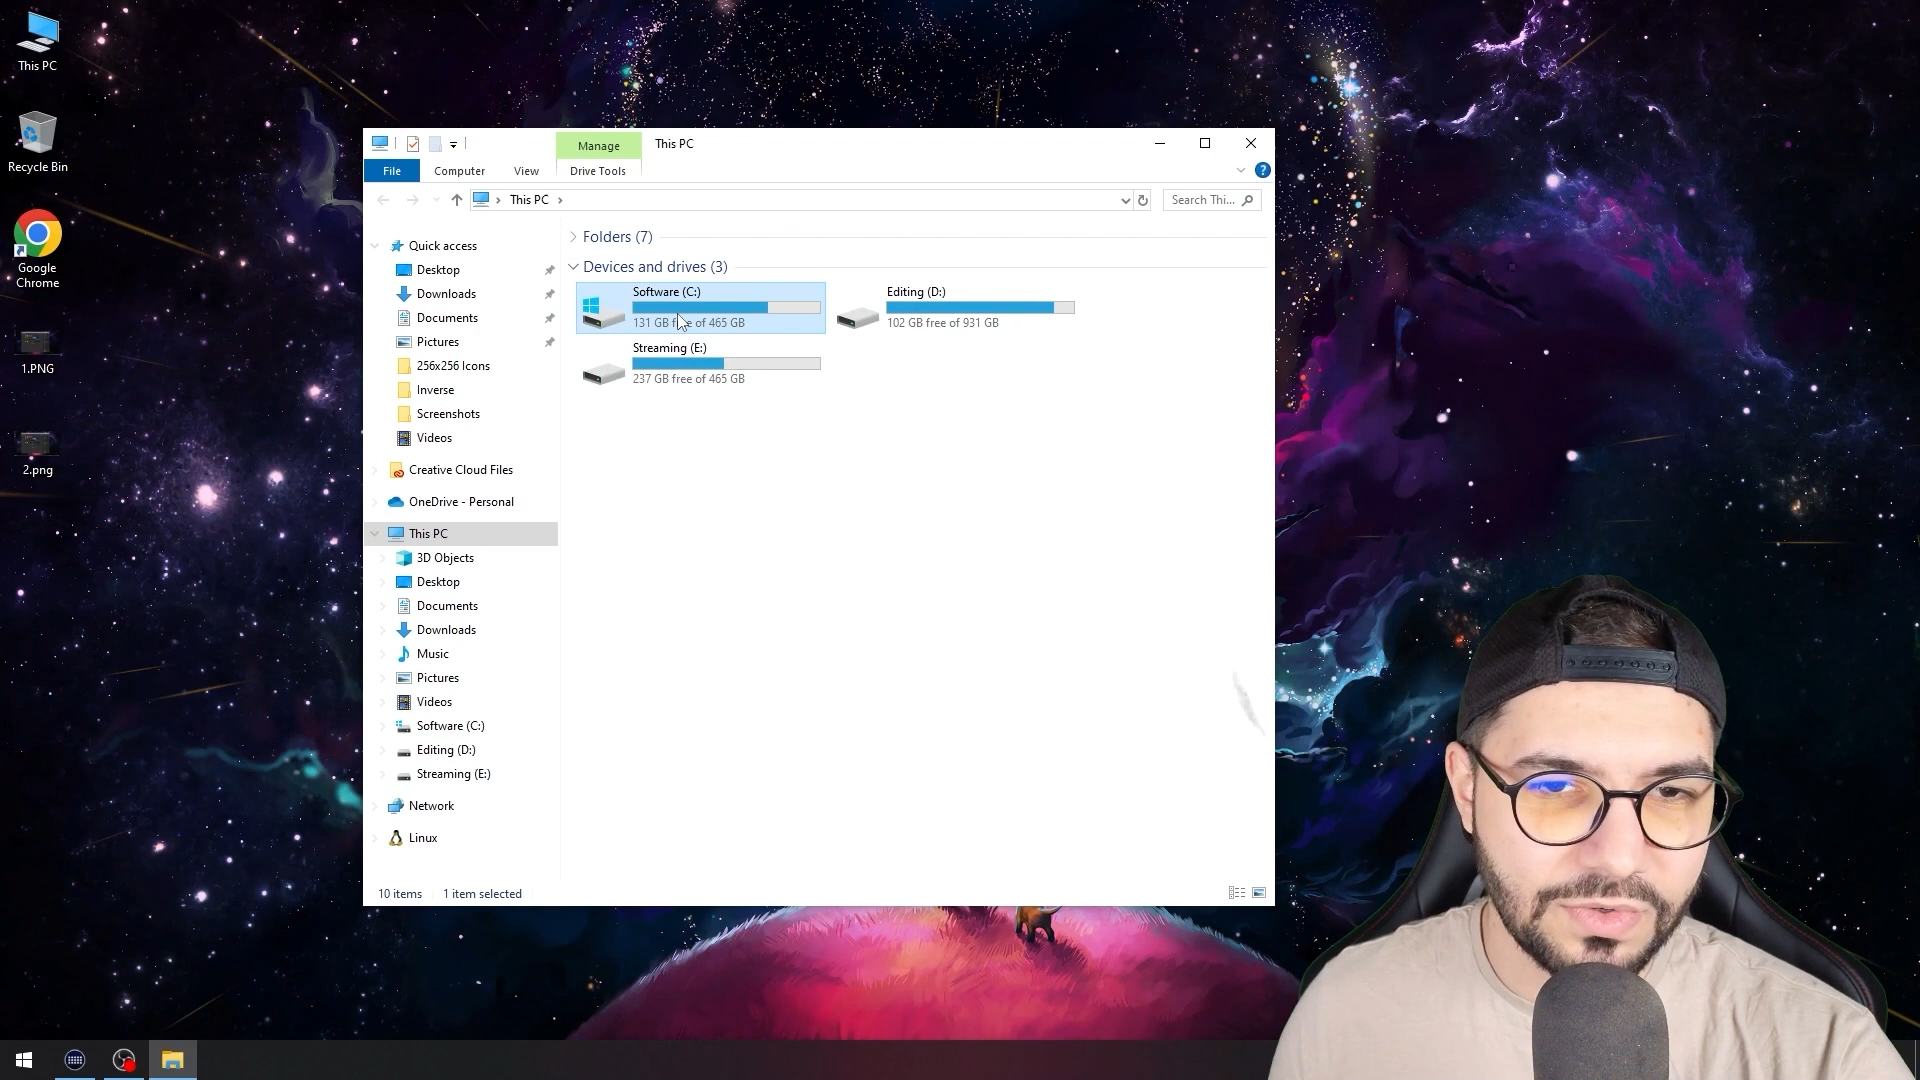 This PC
Recycle Bin
Google
Chrome
1.PNG
2.png
Manage
This PC
File
Computer
View
Drive Tools
This PC
Search Thi...
Quick access
Desktop
Downloads
Documents
Pictures
256x256 Icons
Inverse
Screenshots
Videos
Creative Cloud Files
OneDrive - Personal
This PC
3D Objects
Desktop
Documents
Downloads
Music
Pictures
Videos
Software (C:)
Editing (D:)
Streaming (E:)
Network
Linux
Folders (7)
Devices and drives (3)
Software (C:)
131 GB free of 465 GB
Editing (D:)
102 GB free of 931 GB
Streaming (E:)
237 GB free of 465 GB
10 items
1 item selected